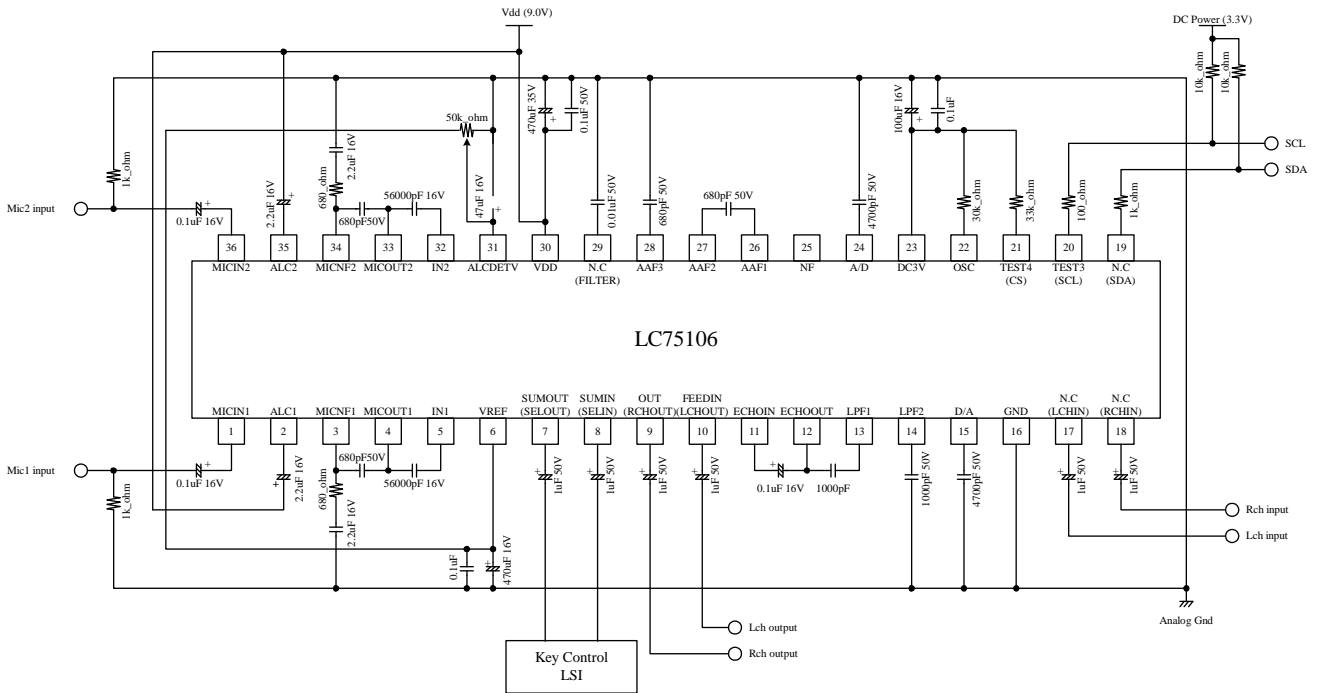 Vdd (9.0V)
DC Power (3.3V)
10k_ohm
10k_ohm
SCL
SDA
1k_ohm
Mic2 input
0.1uF 16V
2.2uF 16V
2.2uF 16V
680_ohm
680pF50V
56000pF 16V
50k_ohm
47uF 16V
470uF 35V
0.1uF 50V
0.01uF 50V
680pF 50V
680pF 50V
4700pF 50V
100uF 16V
0.1uF
30k_ohm
33k_ohm
100_ohm
1k_ohm
36 35 34 33 32 31 30 29 28 27 26 25 24 23 22 21 20 19
MICIN2 ALC2 MICNF2 MICOUT2 IN2 ALCDETV VDD N.C AAF3 AAF2 AAF1 NF A/D DC3V OSC TEST4 TEST3 N.C
(FILTER) (CS) (SCL) (SDA)
LC75106
SUMOUT SUMIN OUT FEEDIN N.C N.C
MICIN1 ALC1 MICNF1 MICOUT1 IN1 VREF (SELOUT) (SELIN) (RCHOUT) (LCHOUT) ECHOIN ECHOOUT LPF1 LPF2 D/A GND (LCHIN) (RCHIN)
1 2 3 4 5 6 7 8 9 10 11 12 13 14 15 16 17 18
Mic1 input
0.1uF 16V
1k_ohm
2.2uF 16V
680_ohm
2.2uF 16V
680pF50V
56000pF 16V
0.1uF
470uF 16V
1uF 50V
1uF 50V
1uF 50V
1uF 50V
0.1uF 16V
1000pF
1000pF 50V
4700pF 50V
1uF 50V
1uF 50V
Rch input
Lch input
Analog Gnd
Lch output
Rch output
Key Control
LSI